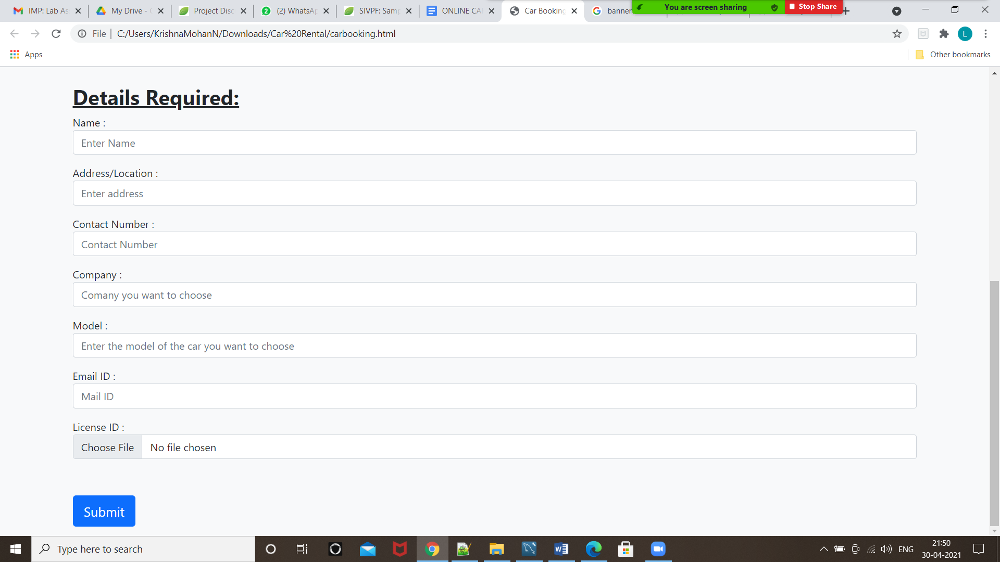 IMP: Lab As
My Drive -
Project Disc
(2) WhatsAp
SIVPF: Samp
ONLINE CA
Car Booking
banner
You are screen sharing
Stop Share
File
C:/Users/KrishnaMohanN/Downloads/Car%20Rental/carbooking.html
L
Apps
Other bookmarks
Details Required:
Name :
Enter Name
Address/Location :
Enter address
Contact Number :
Contact Number
Company :
Comany you want to choose
Model :
Enter the model of the car you want to choose
Email ID :
Mail ID
License ID :
Choose File No file chosen
Submit
Type here to search
ENG
21:50
30-04-2021